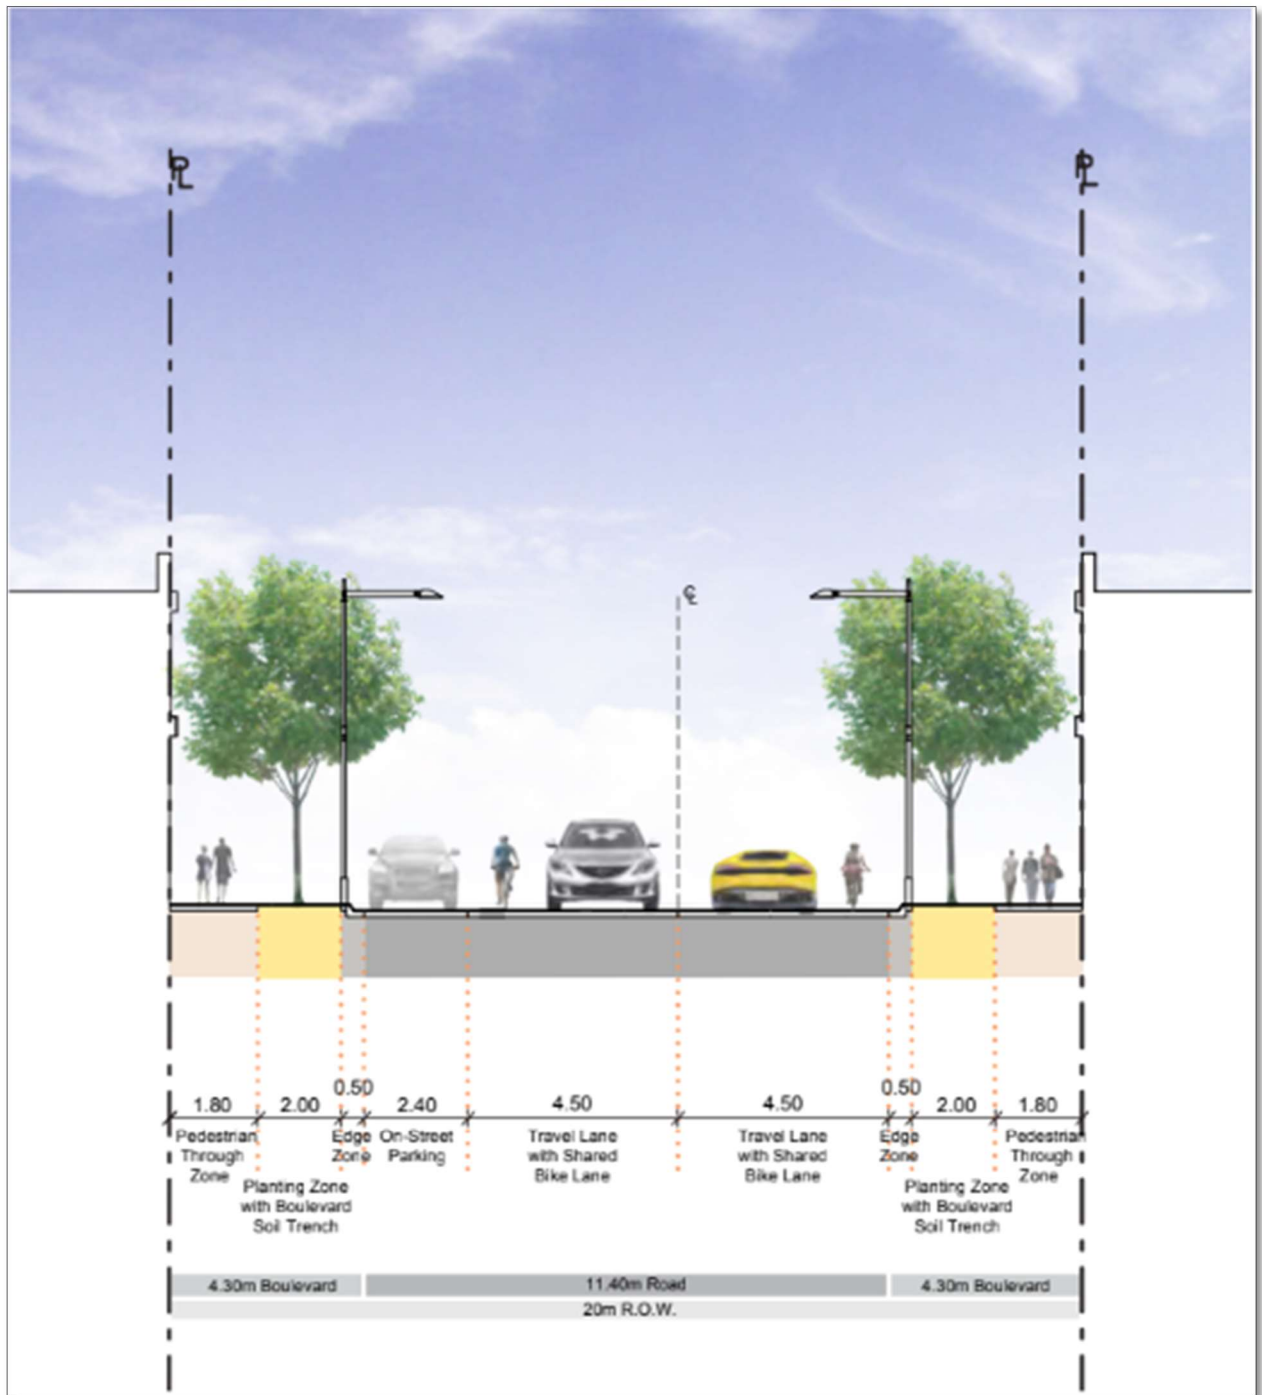 PL
PL
CL
0.50
0.50
1.80
2.00
2.40
4.50
4.50
2.00
1.80
Pedestrian
Through
Zone
Planting Zone
with Boulevard
Soil Trench
Edge
Zone
On-Street
Parking
Travel Lane
with Shared
Bike Lane
Travel Lane
with Shared
Bike Lane
Edge
Zone
Planting Zone
with Boulevard
Soil Trench
Pedestrian
Through
Zone
4.30m Boulevard
11.40m Road
4.30m Boulevard
20m R.O.W.